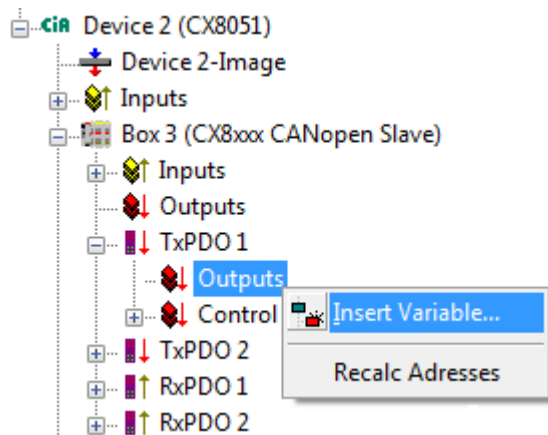 CiA Device 2 (CX8051)
Device 2-Image
Inputs
Box 3 (CX8xxx CANopen Slave)
Inputs
Outputs
TxPDO 1
Outputs
Insert Variable...
Control
TxPDO 2
Recalc Adresses
RxPDO 1
RxPDO 2